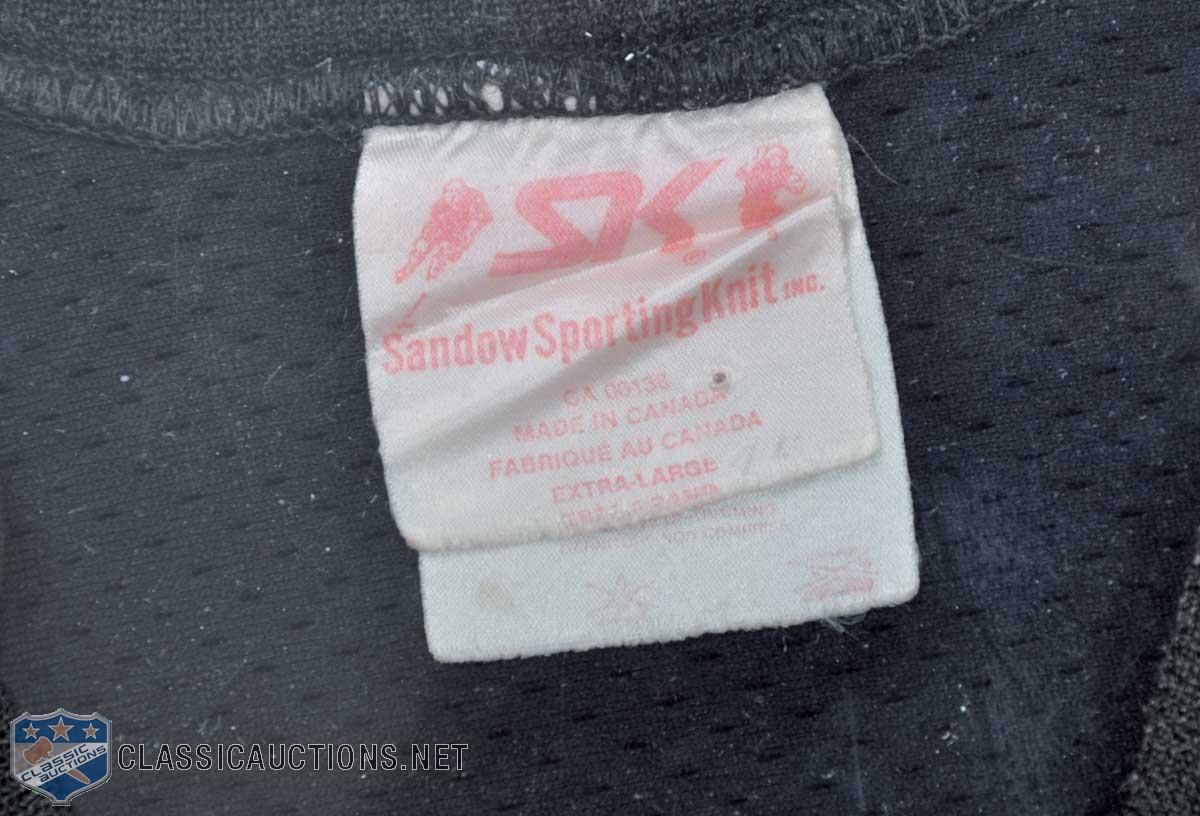 SK
Sandow Sporting Knit INC.
CA 00138
MADE IN CANADA
FABRIQUÉ AU CANADA
EXTRA-LARGE
CLASSIC AUCTIONS
CLASSICAUCTIONS.NET